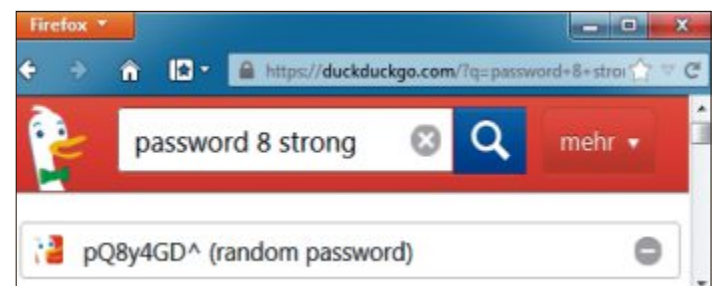 Firefox
https://duckduckgo.com/?q=password+8+stro
password 8 strong
mehr
pQ8y4GD^ (random password)